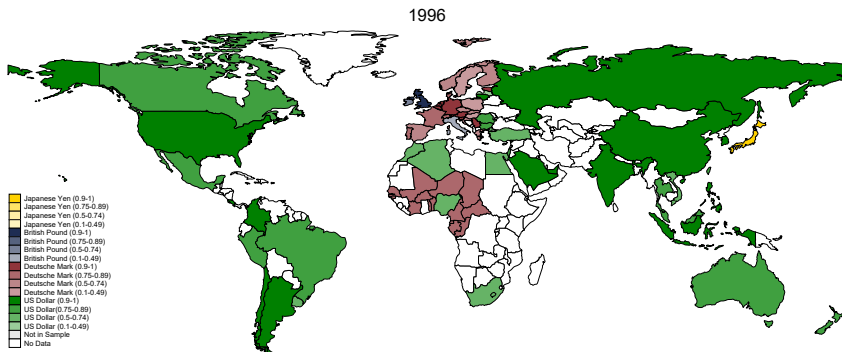 1996
Japanese Yen (0.9-1)
Japanese Yen (0.75-0.89)
Japanese Yen (0.5-0.74)
Japanese Yen (0.1-0.49)
British Pound (0.9-1)
British Pound (0.75-0.89)
British Pound (0.5-0.74)
British Pound (0.1-0.49)
Deutsche Mark (0.9-1)
Deutsche Mark (0.75-0.89)
Deutsche Mark (0.5-0.74)
Deutsche Mark (0.1-0.49)
US Dollar (0.9-1)
US Dollar(0.75-0.89)
US Dollar (0.5-0.74)
US Dollar (0.1-0.49)
Not in Sample
No Data